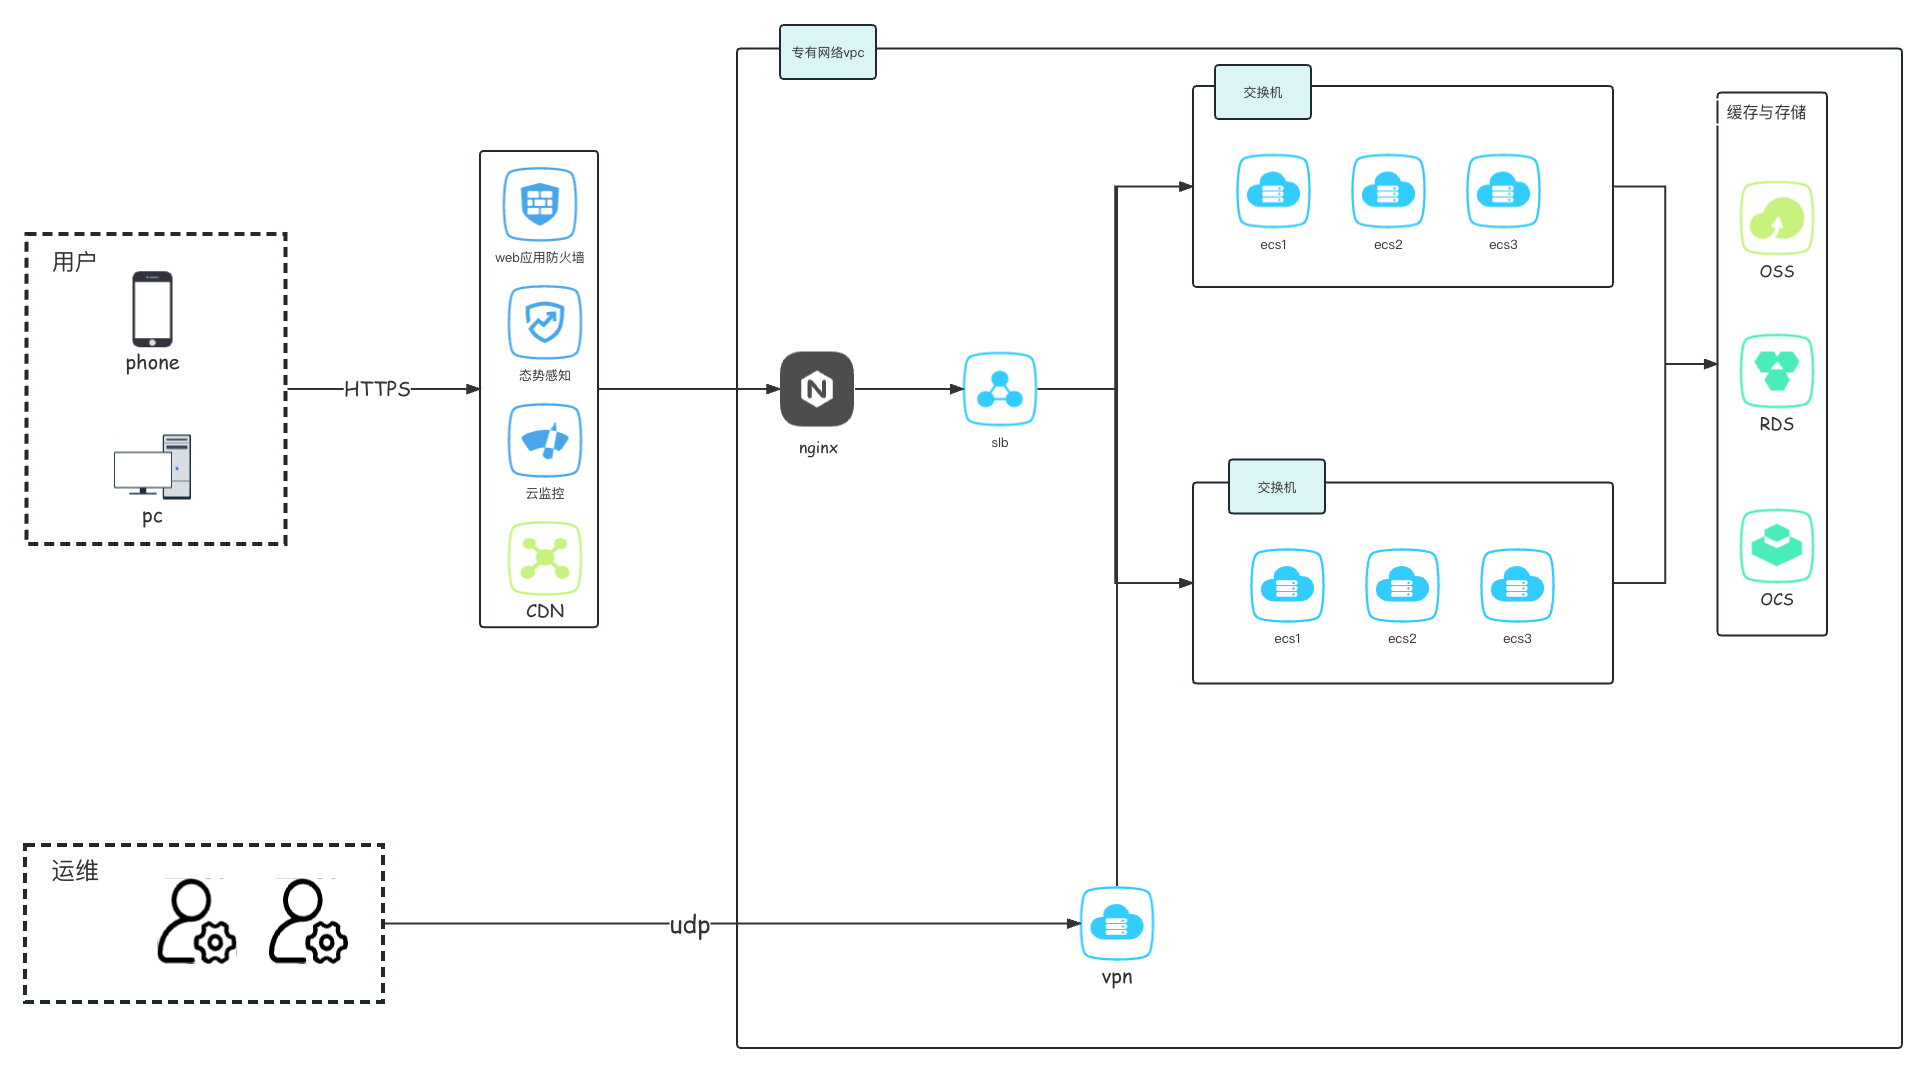 用户
phone
pc
HTTPS
web应用防火墙
态势感知
云监控
CDN
专有网络vpc
nginx
slb
交换机
ecs1 ecs2 ecs3
交换机
ecs1 ecs2 ecs3
缓存与存储
OSS
RDS
OCS
运维
udp
vpn